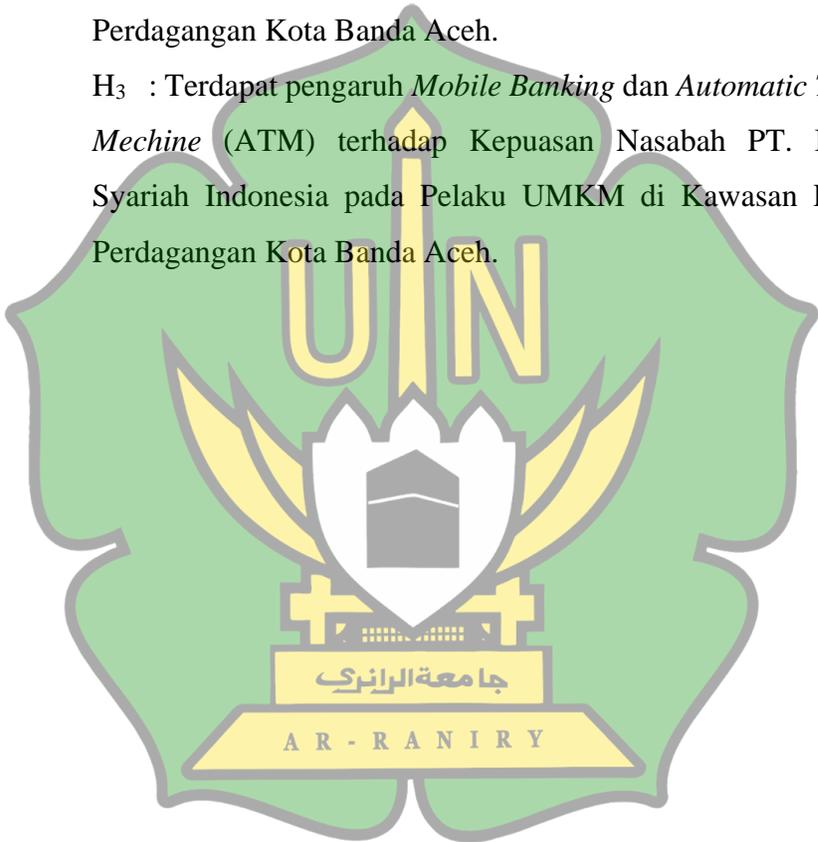 Perdagangan Kota Banda Aceh.
H₃ : Terdapat pengaruh Mobile Banking dan Automatic
Mechine (ATM) terhadap Kepuasan Nasabah PT.
Syariah Indonesia pada Pelaku UMKM di Kawasan
Perdagangan Kota Banda Aceh.
UIN
جامعة الرانري
AR-RANIRY